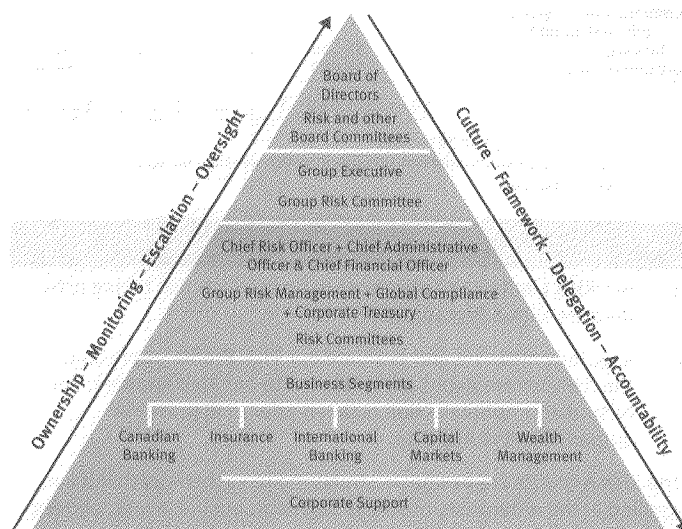 Board of
Directors
Risk and other
Board Committees
Group Executive
Group Risk Committee
Chief Risk Officer + Chief Administrative
Officer & Chief Financial Officer
Group Risk Management + Global Compliance
+ Corporate Treasury
Risk Committees
Business Segments
Canadian
Banking
Insurance
International
Banking
Capital
Markets
Wealth
Management
Corporate Support
Ownership – Monitoring – Escalation – Oversight
Culture – Framework – Delegation – Accountability